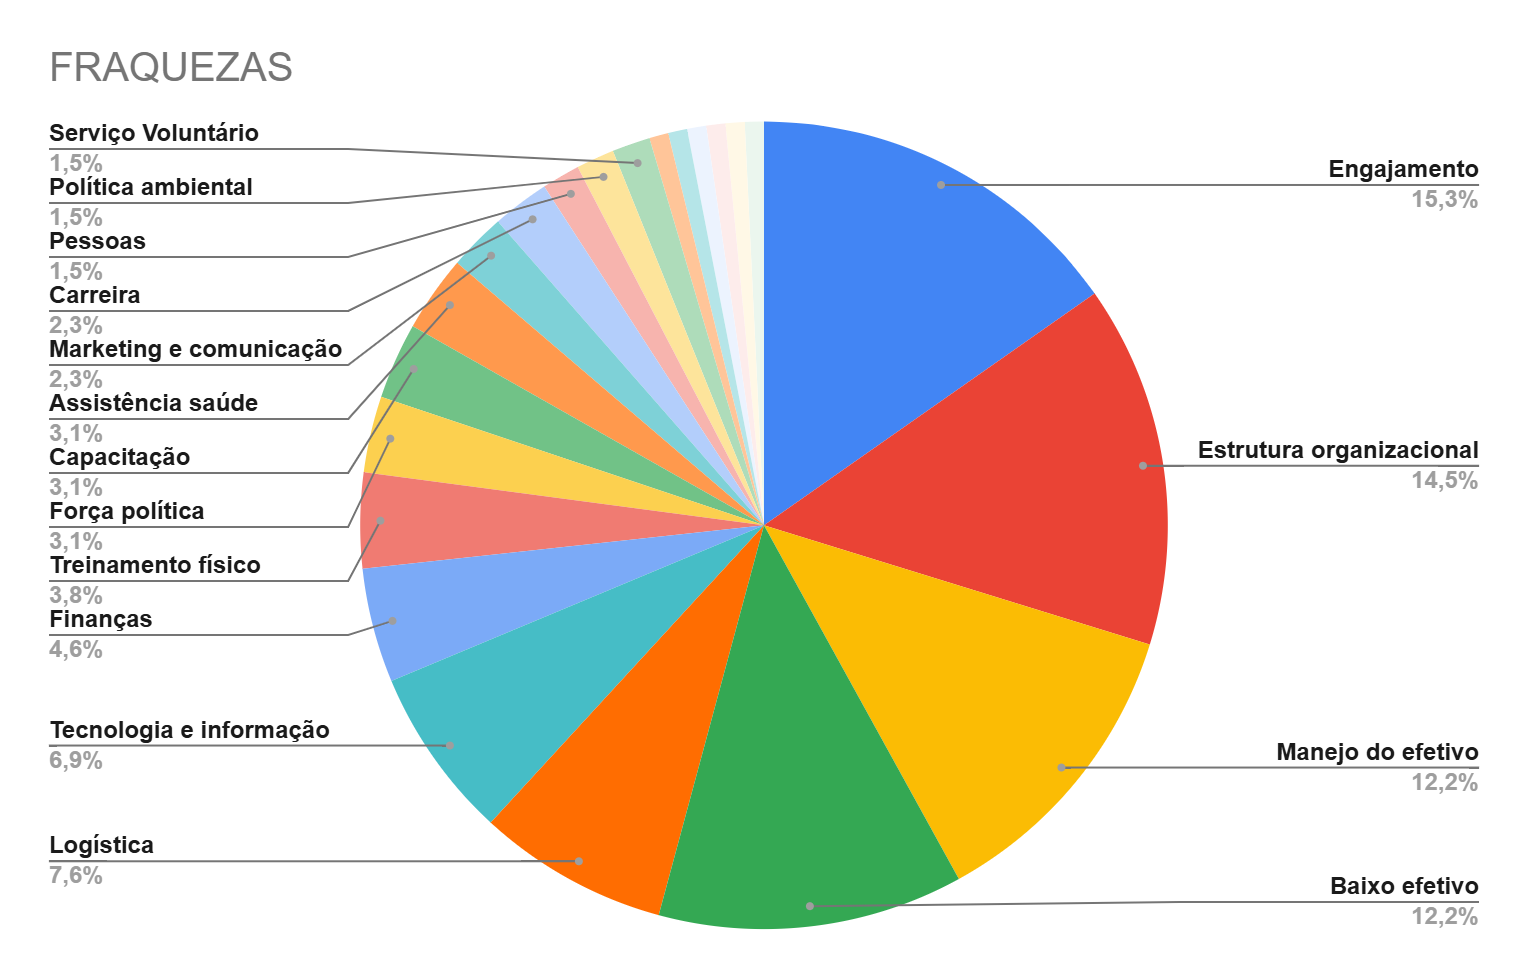 FRAQUEZAS
Serviço Voluntário
1,5%
Política ambiental
1,5%
Pessoas
1,5%
Carreira
2,3%
Marketing e comunicação
2,3%
Assistência saúde
3,1%
Capacitação
3,1%
Força política
3,1%
Treinamento físico
3,8%
Finanças
4,6%
Tecnologia e informação
6,9%
Logística
7,6%
Engajamento
15,3%
Estrutura organizacional
14,5%
Manejo do efetivo
12,2%
Baixo efetivo
12,2%